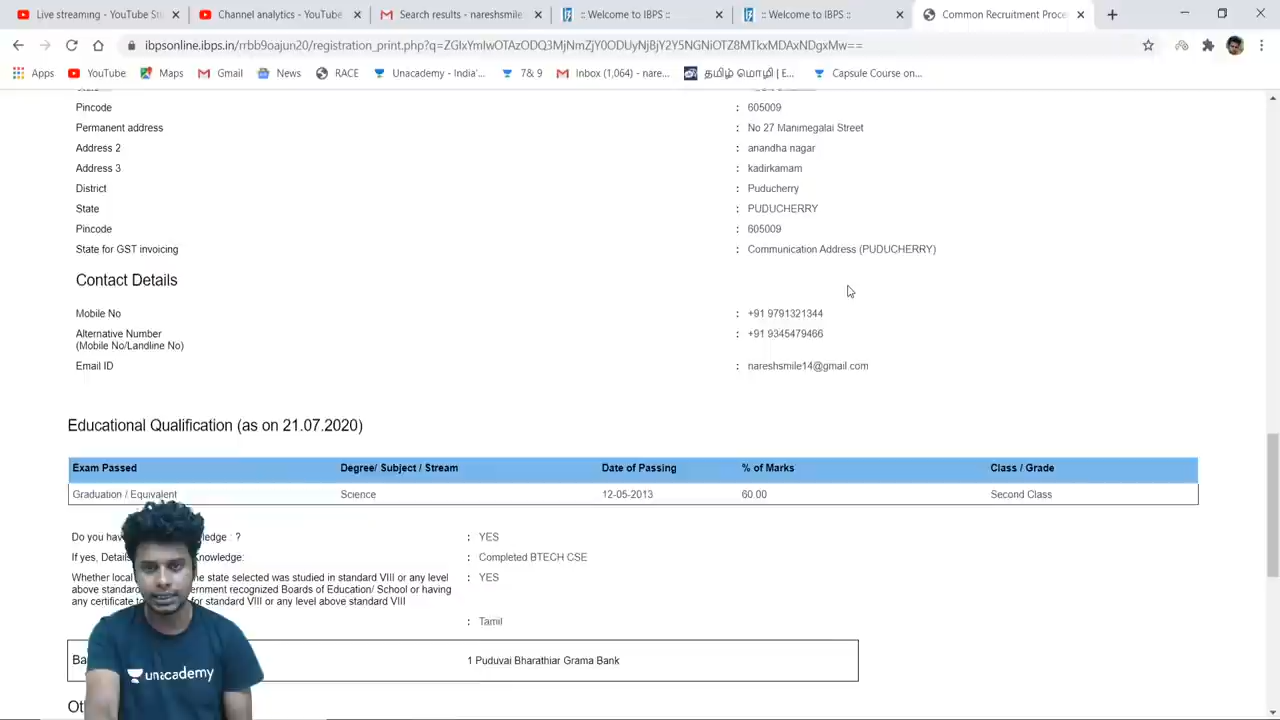 Live streaming - YouTube St
Channel analytics - YouTube
Search results - nareshsmile
:: Welcome to IBPS ::
:: Welcome to IBPS ::
Common Recruitment Proce
Apps YouTube Maps Gmail News RACE Unacademy - India'... 7& 9 Inbox (1,064) - nare... தமிழ் மொழி | E... Capsule Course on...
Pincode : 605009
Permanent address : No 27 Manimegalai Street
Address 2 : anandha nagar
Address 3 : kadirkamam
District : Puducherry
State : PUDUCHERRY
Pincode : 605009
State for GST invoicing : Communication Address (PUDUCHERRY)
Contact Details
Mobile No : +91 9791321344
Alternative Number : +91 9345479466
(Mobile No/Landline No)
Email ID : nareshsmile14@gmail.com
Educational Qualification (as on 21.07.2020)
Exam Passed Degree/ Subject / Stream Date of Passing % of Marks Class / Grade
Graduation / Equivalent Science 12-05-2013 60.00 Second Class
Do you hav ledge : ? : YES
If yes, Details Knowledge: : Completed BTECH CSE
Whether local the state selected was studied in standard VIII or any level : YES
above standar ernment recognized Boards of Education/ School or having
any certificate for standard VIII or any level above standard VIII
: Tamil
Ba 1 Puduvai Bharathiar Grama Bank
unacademy